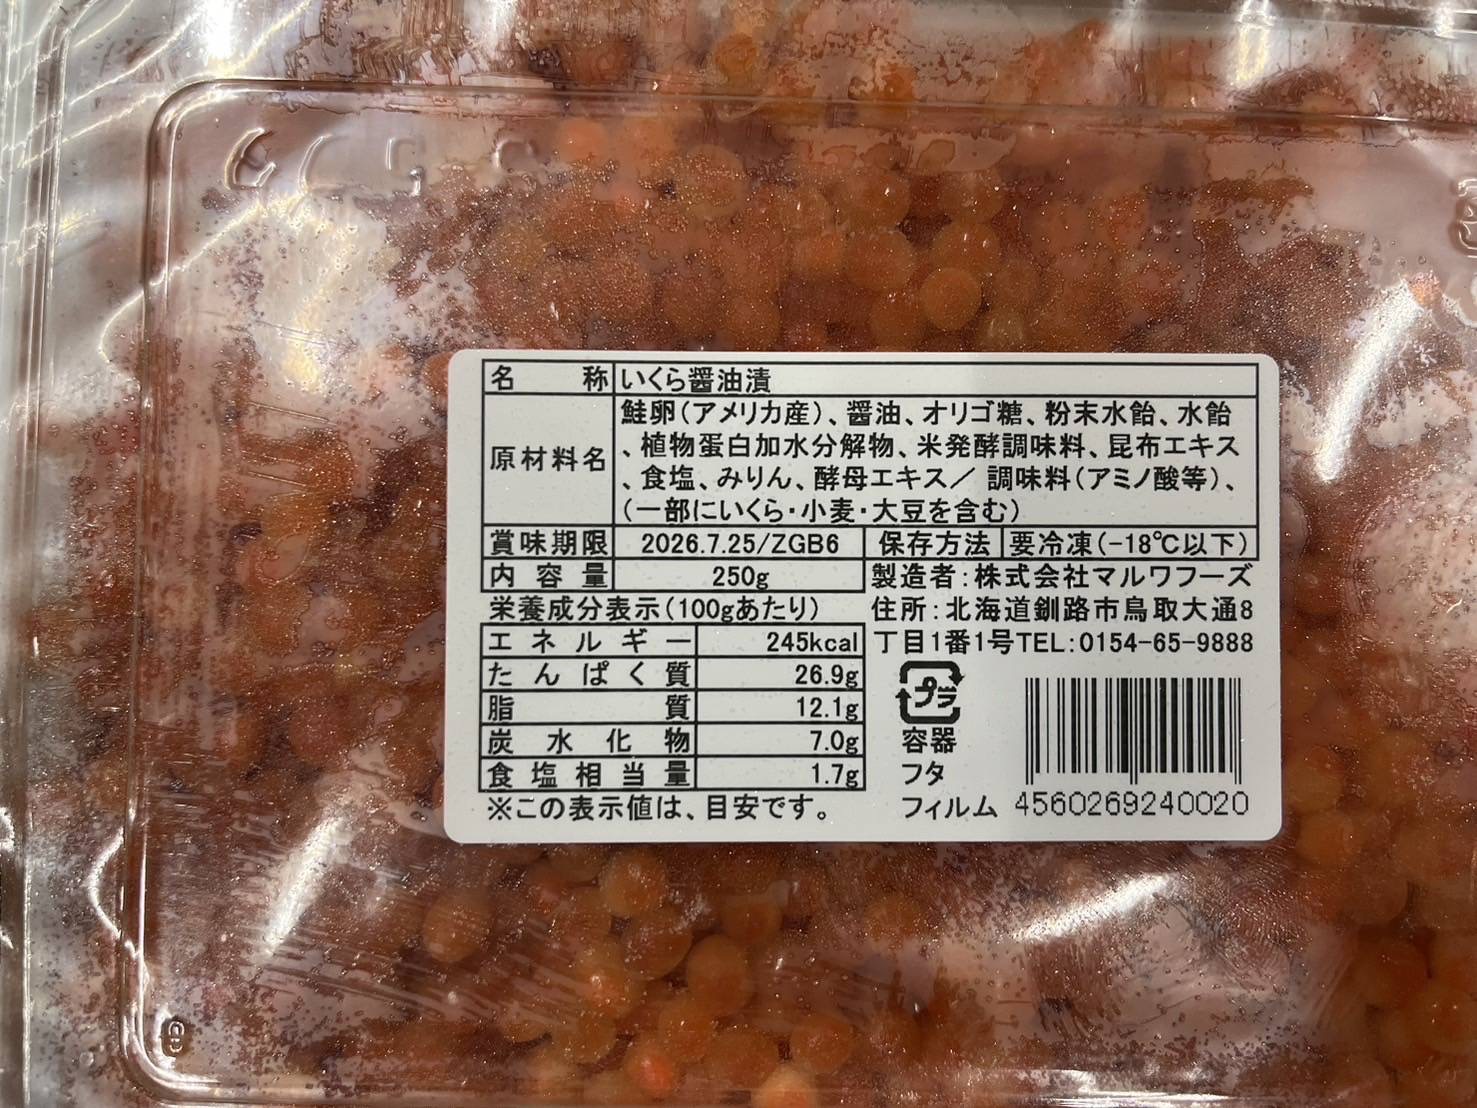 名称 いくら醤油漬
原材料名 鮭卵(アメリカ産)、醤油、オリゴ糖、粉末水飴、水飴
、植物蛋白加水分解物、米発酵調味料、昆布エキス
、食塩、みりん、酵母エキス/ 調味料(アミノ酸等)、
(一部にいくら・小麦・大豆を含む)
賞味期限 2026.7.25/ZGB6 保存方法 要冷凍(-18℃以下)
内容量 250g
製造者:株式会社マルワフーズ
住所:北海道釧路市鳥取大通8
丁目1番1号TEL:0154-65-9888
栄養成分表示(100gあたり)
エネルギー 245kcal
たんぱく質 26.9g
脂質 12.1g
炭水化物 7.0g
食塩相当量 1.7g
※この表示値は、目安です。
プラ
容器
フタ
フィルム
4560269240020